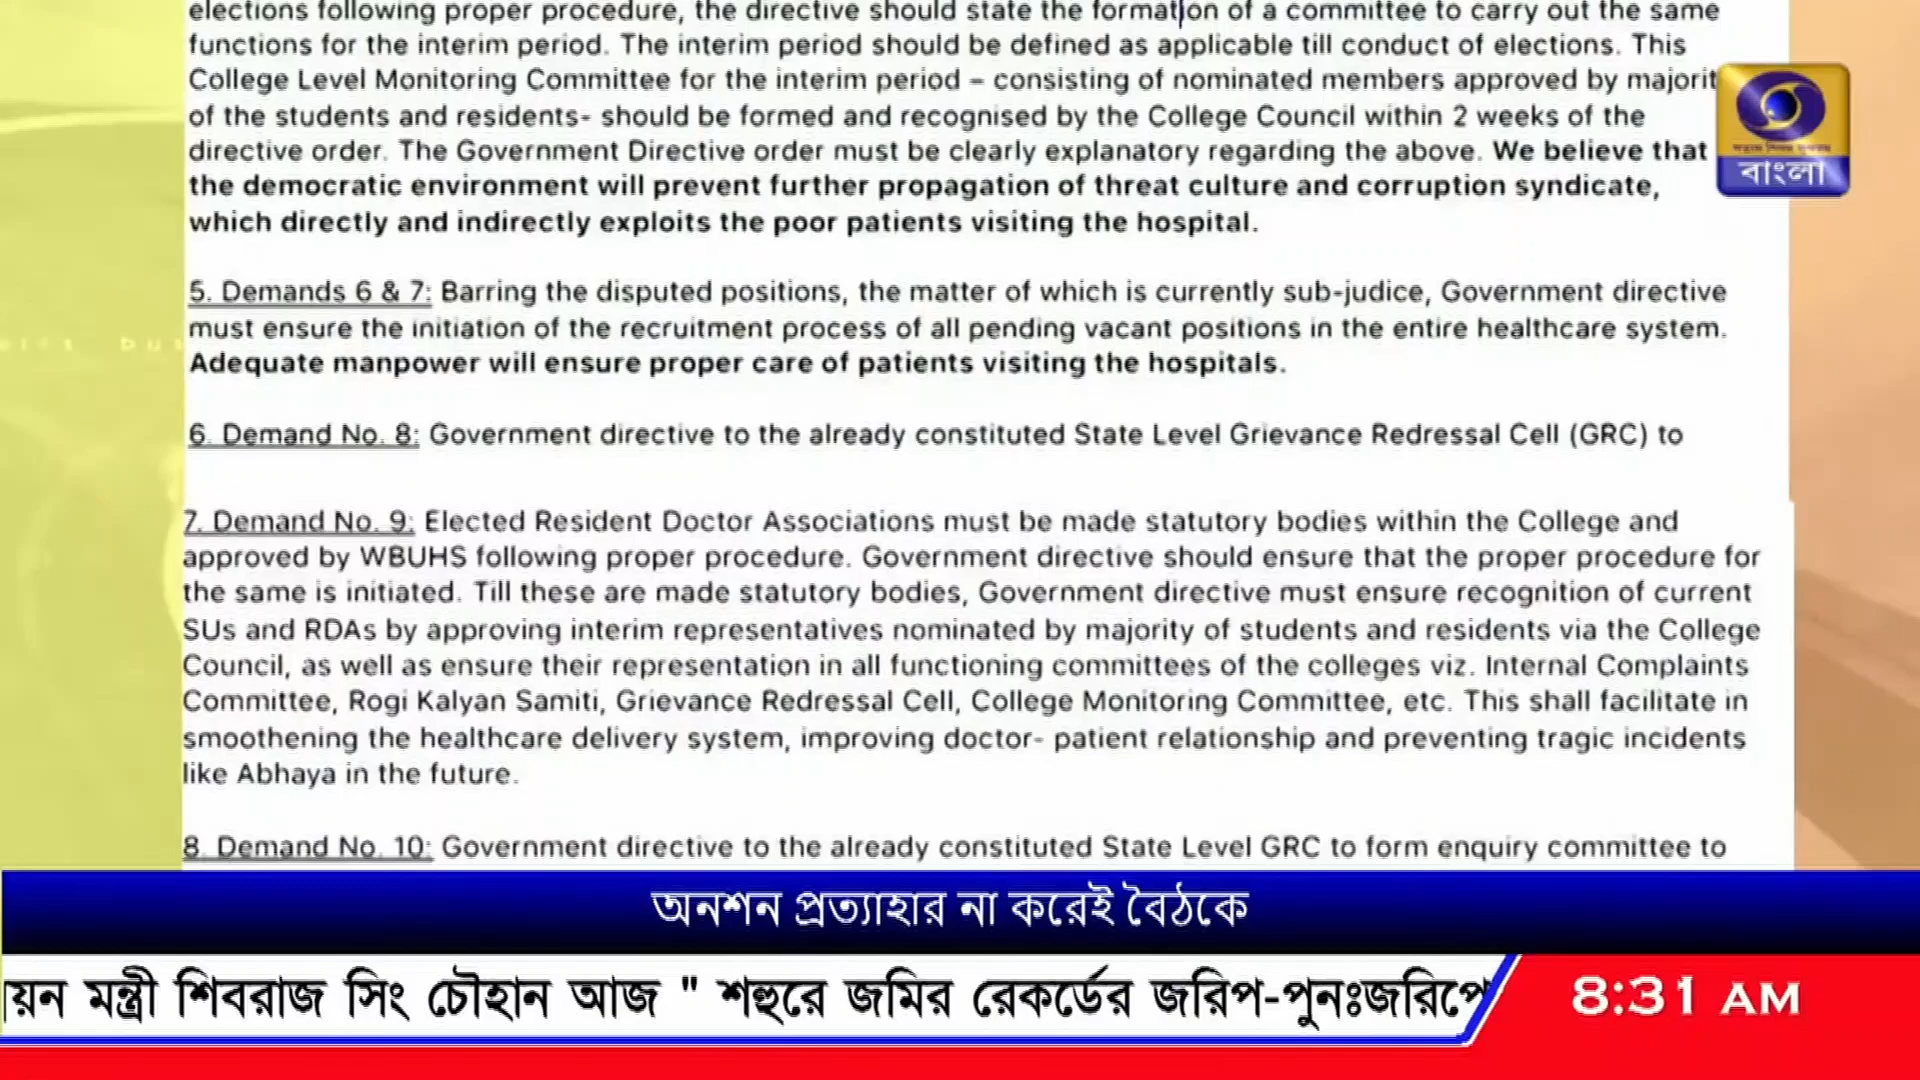 elections following proper procedure, the directive should state the formation of a committee to carry out the same
functions for the interim period. The interim period should be defined as applicable till conduct of elections. This
College Level Monitoring Committee for the interim period – consisting of nominated members approved by majorit
of the students and residents- should be formed and recognised by the College Council within 2 weeks of the
directive order. The Government Directive order must be clearly explanatory regarding the above. We believe that
the democratic environment will prevent further propagation of threat culture and corruption syndicate,
which directly and indirectly exploits the poor patients visiting the hospital.
বাংলা
5. Demands 6 & 7: Barring the disputed positions, the matter of which is currently sub-judice, Government directive
must ensure the initiation of the recruitment process of all pending vacant positions in the entire healthcare system.
Adequate manpower will ensure proper care of patients visiting the hospitals.
6. Demand No. 8: Government directive to the already constituted State Level Grievance Redressal Cell (GRC) to
7. Demand No. 9: Elected Resident Doctor Associations must be made statutory bodies within the College and
approved by WBUHS following proper procedure. Government directive should ensure that the proper procedure for
the same is initiated. Till these are made statutory bodies, Government directive must ensure recognition of current
SUs and RDAs by approving interim representatives nominated by majority of students and residents via the College
Council, as well as ensure their representation in all functioning committees of the colleges viz. Internal Complaints
Committee, Rogi Kalyan Samiti, Grievance Redressal Cell, College Monitoring Committee, etc. This shall facilitate in
smoothening the healthcare delivery system, improving doctor- patient relationship and preventing tragic incidents
like Abhaya in the future.
8. Demand No. 10: Government directive to the already constituted State Level GRC to form enquiry committee to
অনশন প্রত্যাহার না করেই বৈঠকে
য়ন মন্ত্রী শিবরাজ সিং চৌহান আজ " শহুরে জমির রেকর্ডের জরিপ-পুনঃজরিপে
8:31 AM